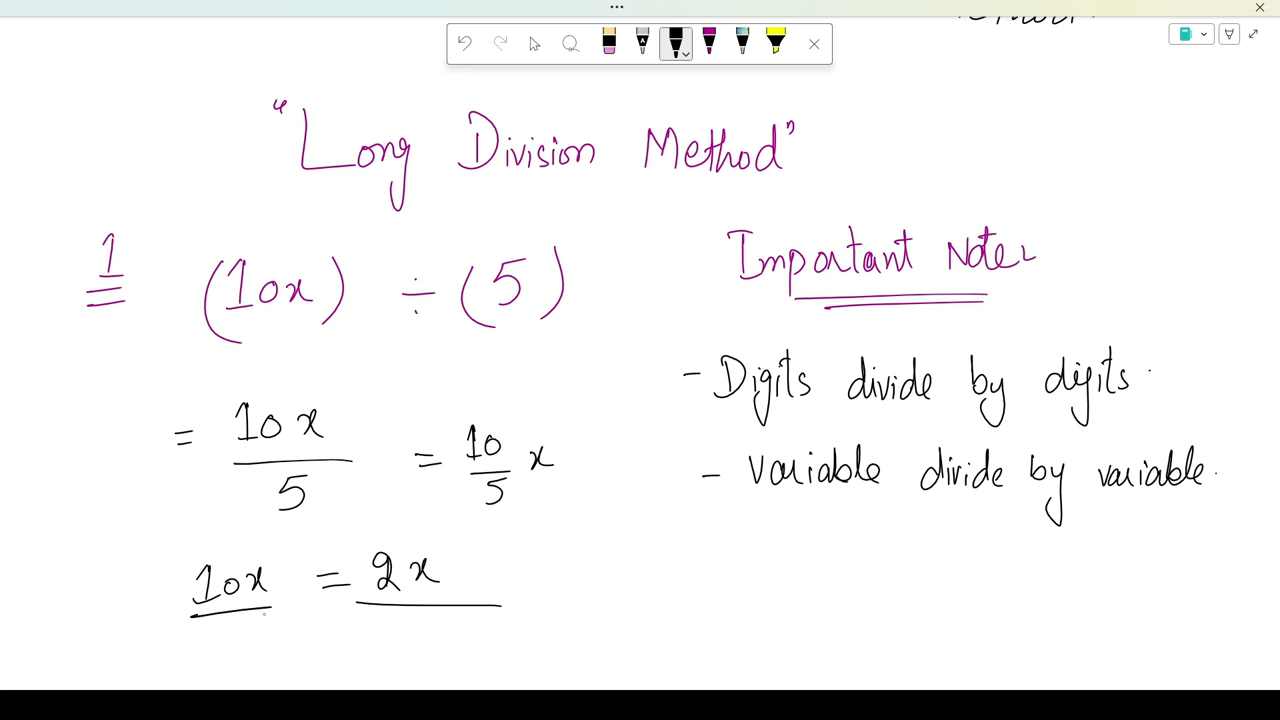 "Long Division Method"
1 (10x) ÷ (5)
Important Note:
= 10x / 5 = 10/5 x
10x = 2x
- Digits divide by digits.
- variable divide by variable.